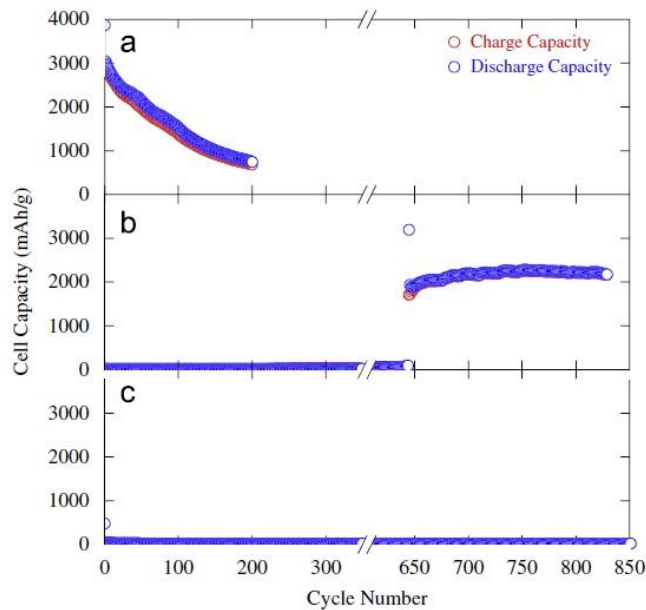 4000
a
Charge Capacity
3000
Discharge Capacity
2000
1000
0
b
3000
2000
1000
0
c
3000
2000
1000
0
0 100 200 300 650 700 750 800 850
Cell Capacity (mAh/g)
Cycle Number